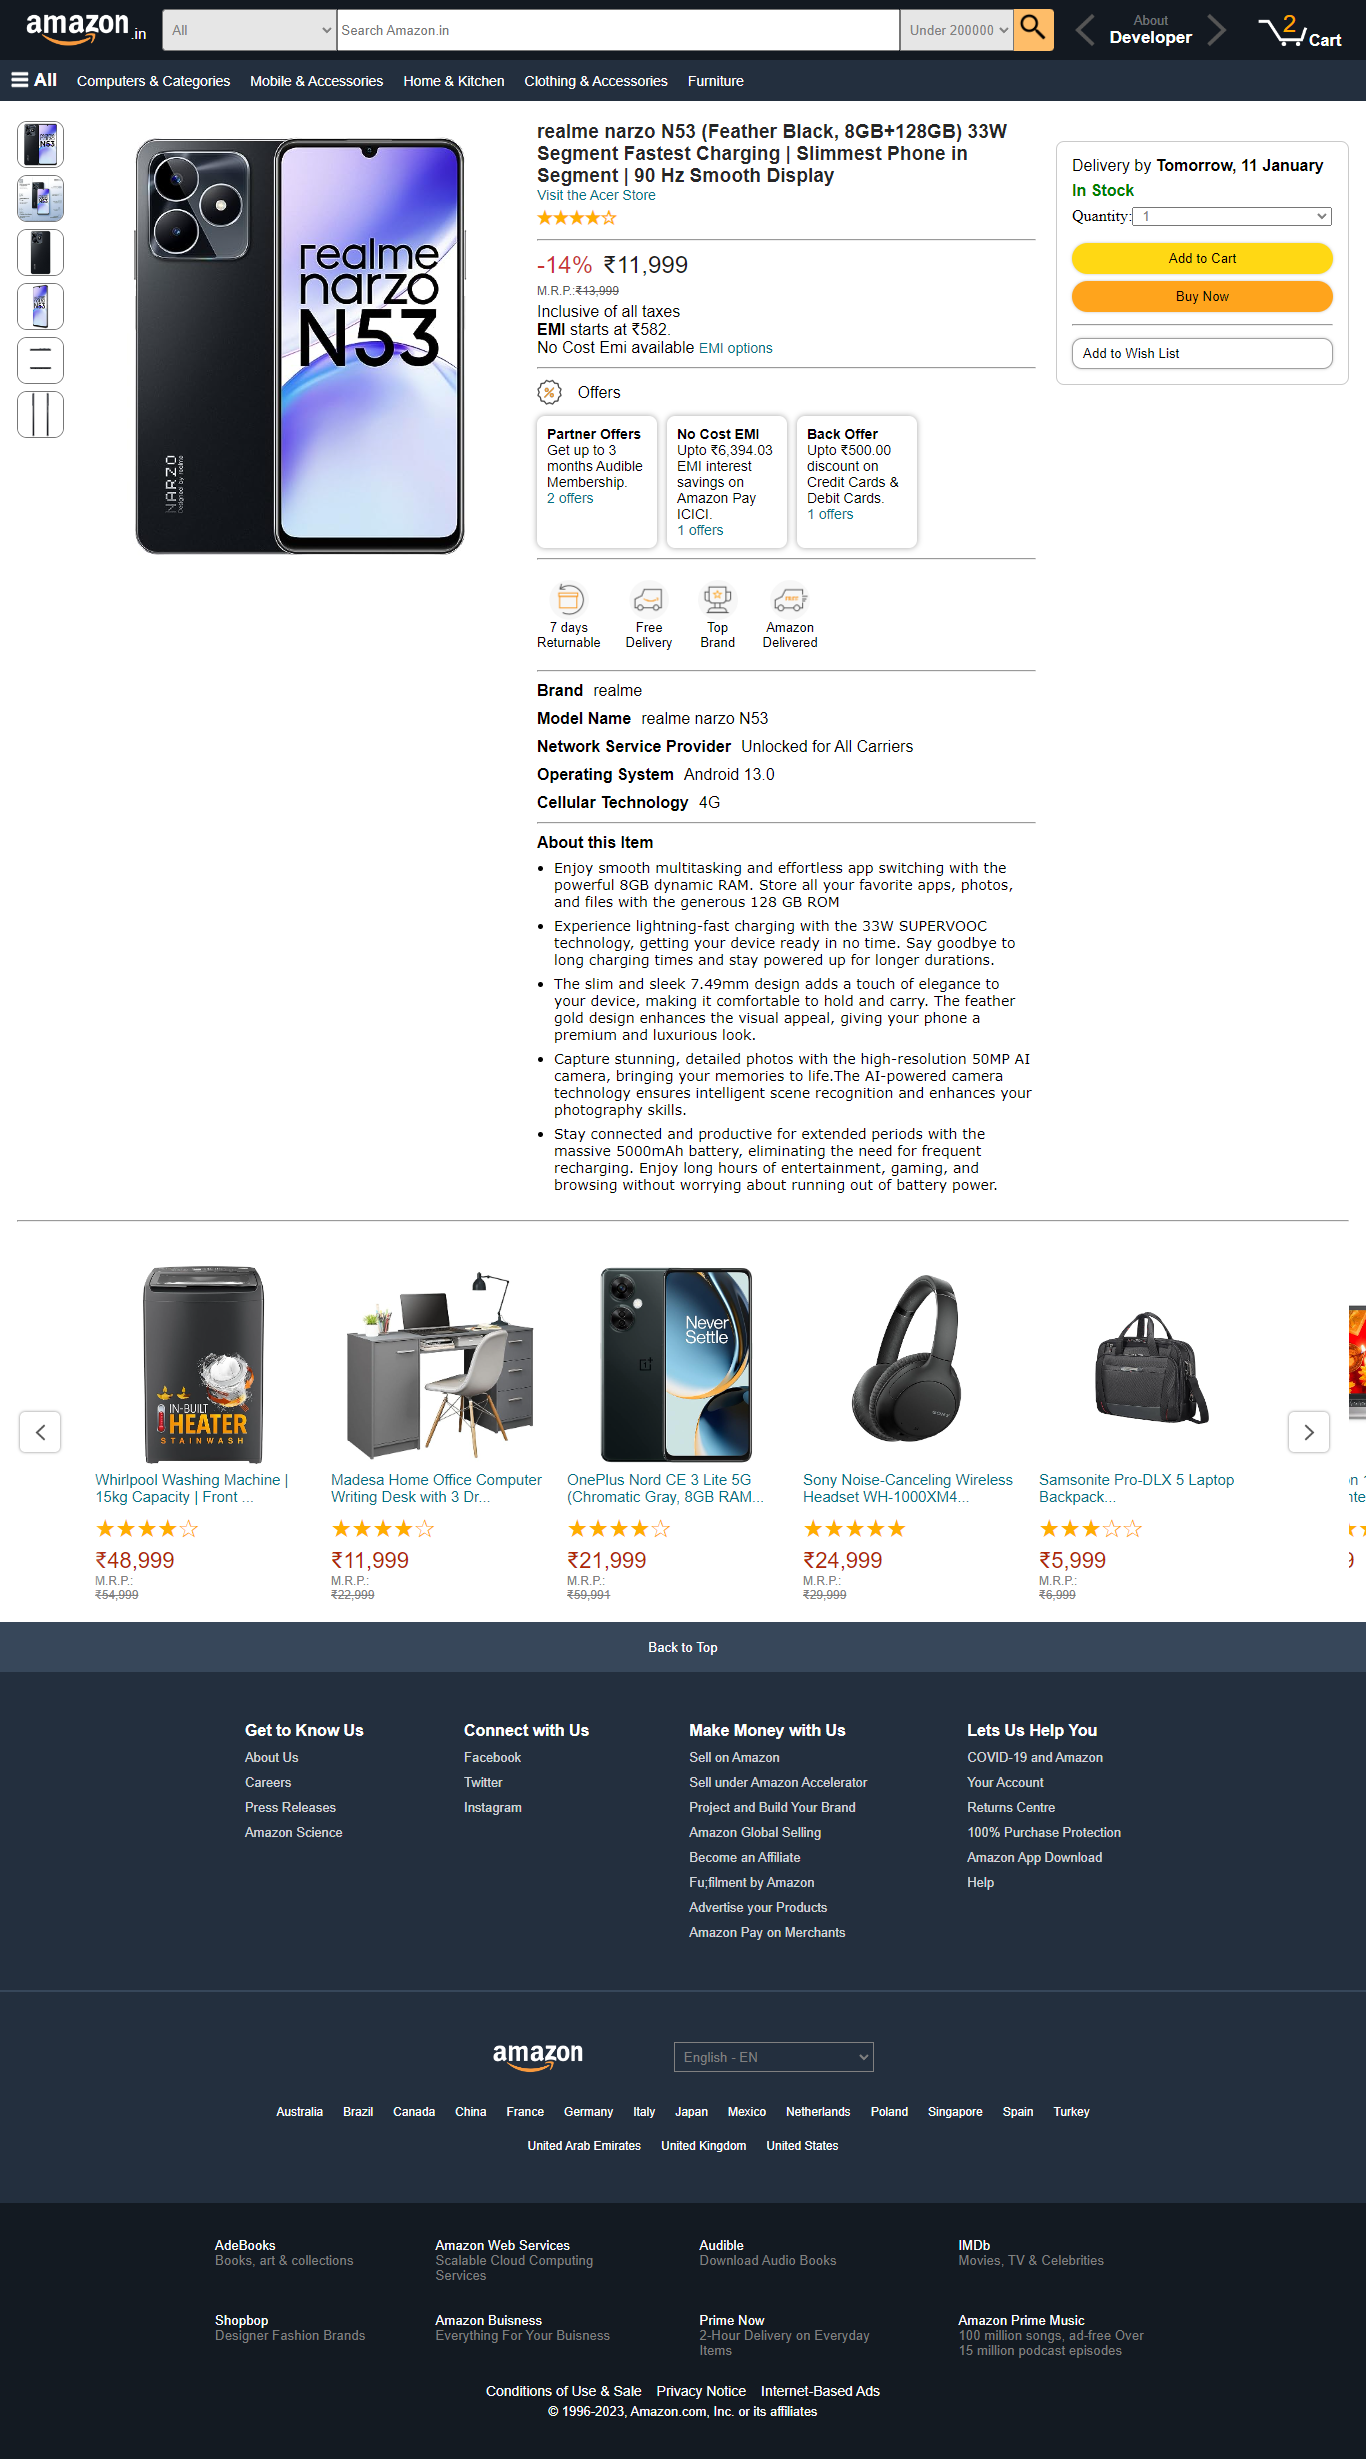 amazon.in
All
Search Amazon.in
Under 200000
About
Developer
2
Cart
All
Computers & Categories
Mobile & Accessories
Home & Kitchen
Clothing & Accessories
Furniture
realme narzo N53 (Feather Black, 8GB+128GB) 33W
Segment Fastest Charging | Slimmest Phone in
Segment | 90 Hz Smooth Display
Visit the Acer Store
realme
narzo
N53
NARZO
-14% ₹11,999
M.R.P.:₹13,999
Inclusive of all taxes
EMI starts at ₹582.
No Cost Emi available EMI options
Offers
Partner Offers
Get up to 3
months Audible
Membership.
2 offers
No Cost EMI
Upto ₹6,394.03
EMI interest
savings on
Amazon Pay
ICICI.
1 offers
Back Offer
Upto ₹500.00
discount on
Credit Cards &
Debit Cards.
1 offers
7 days
Returnable
Free
Delivery
Top
Brand
FREE
Amazon
Delivered
Brand realme
Model Name realme narzo N53
Network Service Provider Unlocked for All Carriers
Operating System Android 13.0
Cellular Technology 4G
About this Item
Enjoy smooth multitasking and effortless app switching with the
powerful 8GB dynamic RAM. Store all your favorite apps, photos,
and files with the generous 128 GB ROM
Experience lightning-fast charging with the 33W SUPERVOOC
technology, getting your device ready in no time. Say goodbye to
long charging times and stay powered up for longer durations.
The slim and sleek 7.49mm design adds a touch of elegance to
your device, making it comfortable to hold and carry. The feather
gold design enhances the visual appeal, giving your phone a
premium and luxurious look.
Capture stunning, detailed photos with the high-resolution 50MP AI
camera, bringing your memories to life.The AI-powered camera
technology ensures intelligent scene recognition and enhances your
photography skills.
Stay connected and productive for extended periods with the
massive 5000mAh battery, eliminating the need for frequent
recharging. Enjoy long hours of entertainment, gaming, and
browsing without worrying about running out of battery power.
Delivery by Tomorrow, 11 January
In Stock
Quantity: 1
Add to Cart
Buy Now
Add to Wish List
IN-BUILT
HEATER
STAINWASH
Whirlpool Washing Machine |
15kg Capacity | Front ...
₹48,999
M.R.P.:
₹54,999
Madesa Home Office Computer
Writing Desk with 3 Dr...
₹11,999
M.R.P.:
₹22,999
Never
Settle
OnePlus Nord CE 3 Lite 5G
(Chromatic Gray, 8GB RAM...
₹21,999
M.R.P.:
₹59,991
SONY
Sony Noise-Canceling Wireless
Headset WH-1000XM4...
₹24,999
M.R.P.:
₹29,999
Samsonite Pro-DLX 5 Laptop
Backpack...
₹5,999
M.R.P.:
₹6,999
Back to Top
Get to Know Us
About Us
Careers
Press Releases
Amazon Science
Connect with Us
Facebook
Twitter
Instagram
Make Money with Us
Sell on Amazon
Sell under Amazon Accelerator
Project and Build Your Brand
Amazon Global Selling
Become an Affiliate
Fu;filment by Amazon
Advertise your Products
Amazon Pay on Merchants
Lets Us Help You
COVID-19 and Amazon
Your Account
Returns Centre
100% Purchase Protection
Amazon App Download
Help
amazon
English - EN
Australia Brazil Canada China France Germany Italy Japan Mexico Netherlands Poland Singapore Spain Turkey
United Arab Emirates United Kingdom United States
AdeBooks
Books, art & collections
Amazon Web Services
Scalable Cloud Computing
Services
Audible
Download Audio Books
IMDb
Movies, TV & Celebrities
Shopbop
Designer Fashion Brands
Amazon Buisness
Everything For Your Buisness
Prime Now
2-Hour Delivery on Everyday
Items
Amazon Prime Music
100 million songs, ad-free Over
15 million podcast episodes
Conditions of Use & Sale Privacy Notice Internet-Based Ads
© 1996-2023, Amazon.com, Inc. or its affiliates